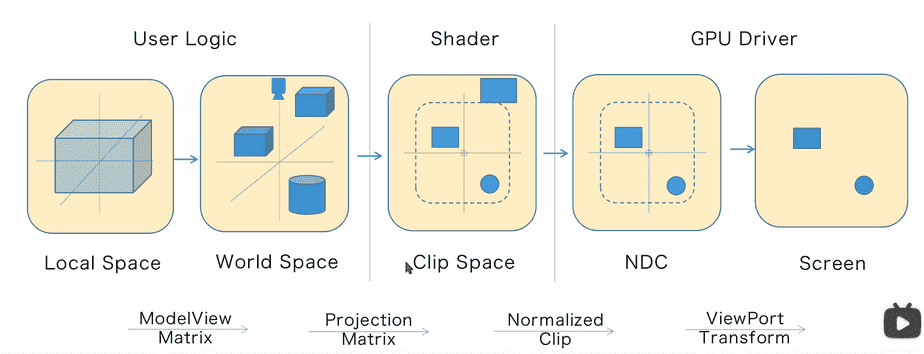 User Logic
Shader
GPU Driver
Local Space
World Space
Clip Space
NDC
Screen
ModelView
Matrix
Projection
Matrix
Normalized
Clip
ViewPort
Transform